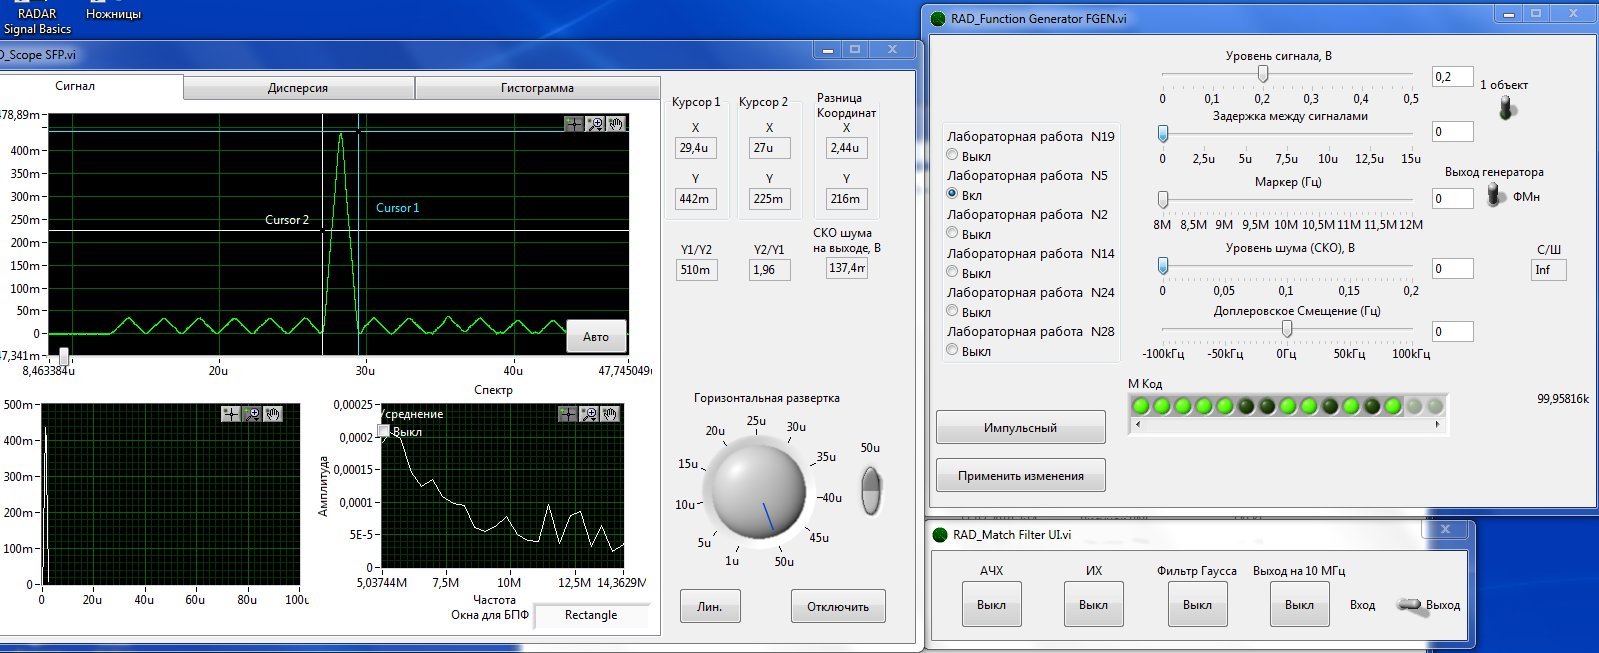 RADAR
Signal Basics
Ножницы
D_Scope SFP.vi
Сигнал
Дисперсия
Гистограмма
478,89m
400m
350m
300m
250m
200m
150m
100m
50m
0
47,341m
Cursor 2
Cursor 1
Авто
8,463384u
20u
30u
40u
47,745049u
Курсор 1
Курсор 2
Разница
Координат
X
X
X
29,4u
27u
2,44u
Y
Y
Y
442m
225m
216m
Y1/Y2
Y2/Y1
СКО шума
на выходе, В
510m
1,96
137,4m
500m
400m
300m
200m
100m
0
0
20u
40u
60u
80u
100u
Спектр
Усреднение
Выкл
Амплитуда
0,00025
0,0002
0,00015
0,0001
5E-5
0
5,03744M
7,5M
10M
12,5M
14,3629M
Частота
Окна для БПФ
Rectangle
Горизонтальная развертка
1u
5u
10u
15u
20u
25u
30u
35u
40u
45u
50u
50u
Лин.
Отключить
RAD_Function Generator FGEN.vi
Лабораторная работа N19
Выкл
Лабораторная работа N5
Вкл
Лабораторная работа N2
Выкл
Лабораторная работа N14
Выкл
Лабораторная работа N24
Выкл
Лабораторная работа N28
Выкл
Импульсный
Применить изменения
Уровень сигнала, В
0,2
0 0,1 0,2 0,3 0,4 0,5
1 объект
Задержка между сигналами
0
0 2,5u 5u 7,5u 10u 12,5u 15u
Маркер (Гц)
0
8M 8,5M 9M 9,5M 10M 10,5M 11M 11,5M 12M
Выход генератора
ФМн
Уровень шума (СКО), В
0
0 0,05 0,1 0,15 0,2
С/Ш
Inf
Доплеровское Смещение (Гц)
0
-100кГц -50кГц 0Гц 50кГц 100кГц
М Код
99,95816k
RAD_Match Filter UI.vi
АЧХ
ИХ
Фильтр Гаусса
Выход на 10 МГц
Выкл
Выкл
Выкл
Выкл
Вход
Выход